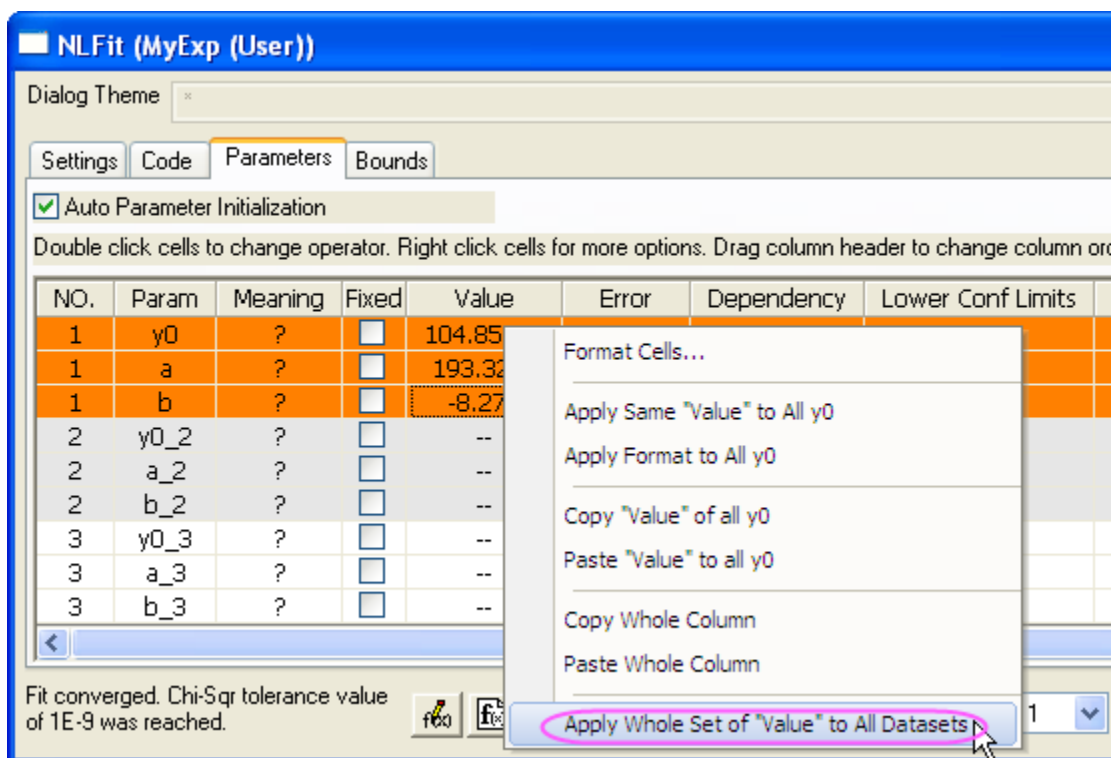 NLFit (MyExp (User))
Dialog Theme *
Settings Code Parameters Bounds
Auto Parameter Initialization
Double click cells to change operator. Right click cells for more options. Drag column header to change column ord
NO. Param Meaning Fixed Value Error Dependency Lower Conf Limits
1 y0 ? 104.85
1 a ? 193.32
1 b ? -8.27
2 y0_2 ? --
2 a_2 ? --
2 b_2 ? --
3 y0_3 ? --
3 a_3 ? --
3 b_3 ? --
Format Cells...
Apply Same "Value" to All y0
Apply Format to All y0
Copy "Value" of all y0
Paste "Value" to all y0
Copy Whole Column
Paste Whole Column
Apply Whole Set of "Value" to All Datasets
Fit converged. Chi-Sqr tolerance value
of 1E-9 was reached.
1